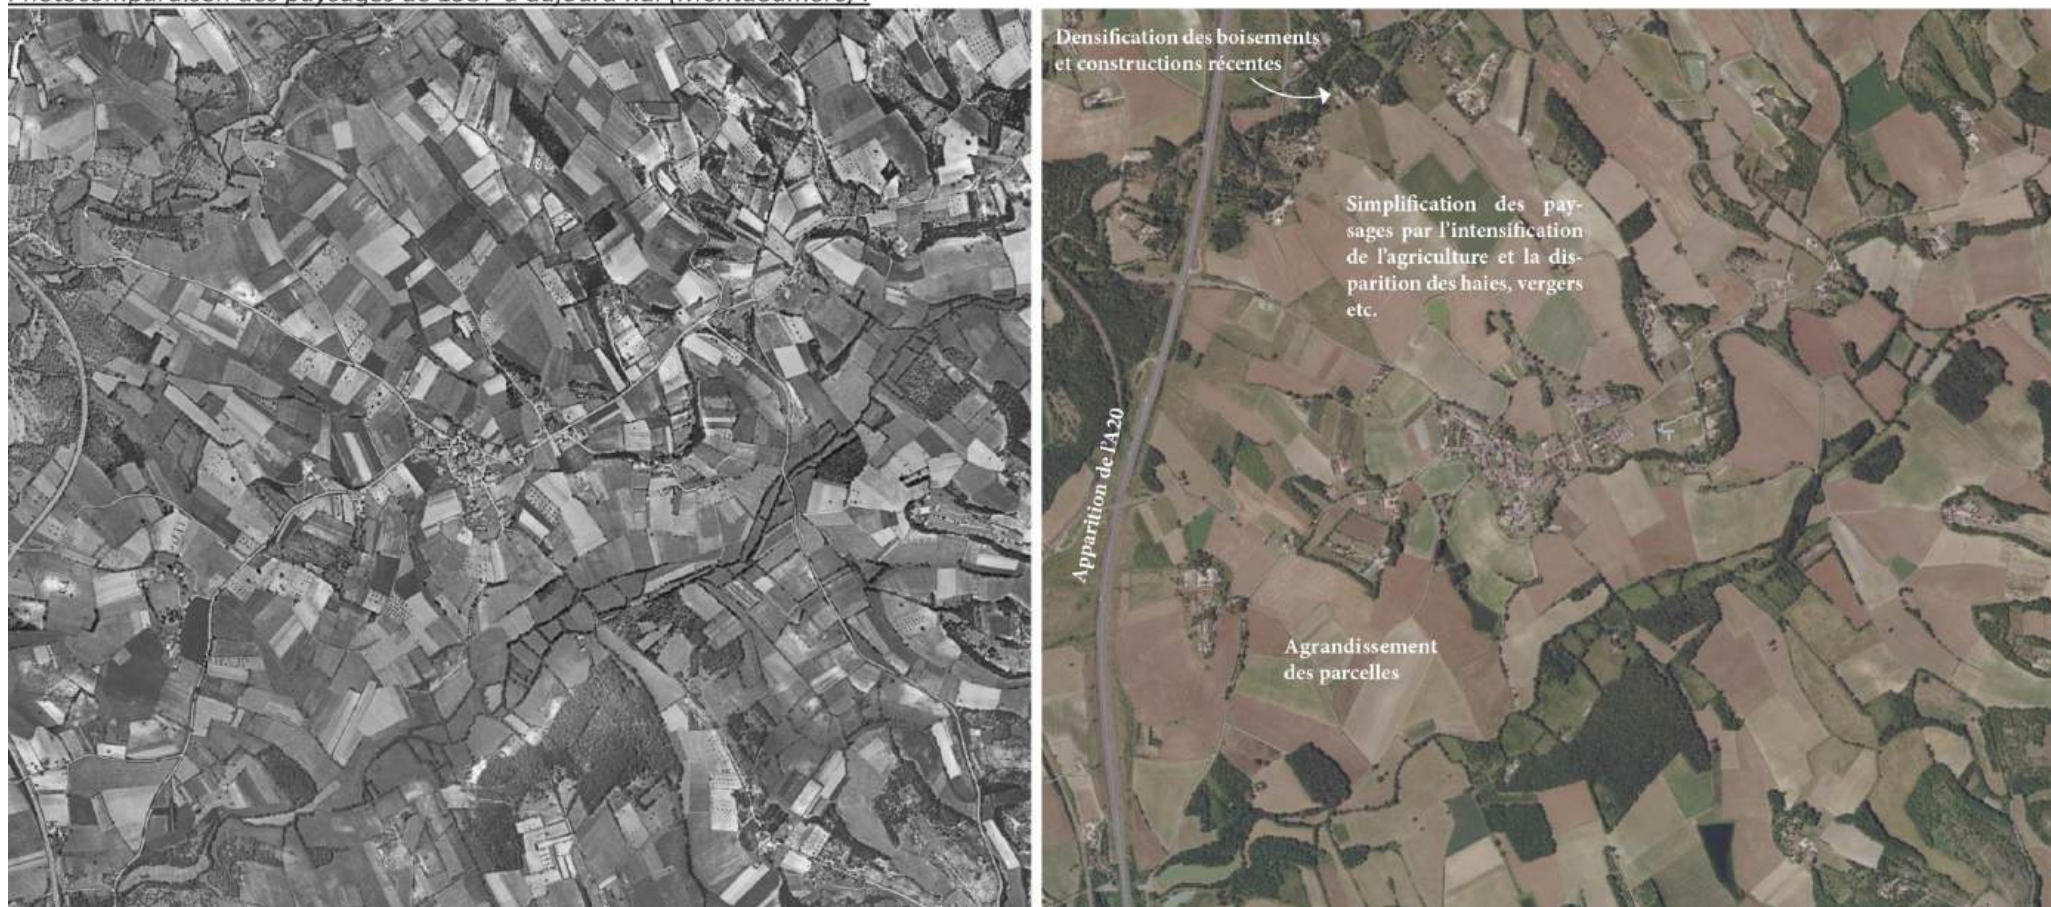 Densification des boisements
et constructions récentes
Simplification des pay-
sages par l'intensification
de l'agriculture et la dis-
parition des haies, vergers
etc.
Apparition de l'A20
Agrandissement
des parcelles